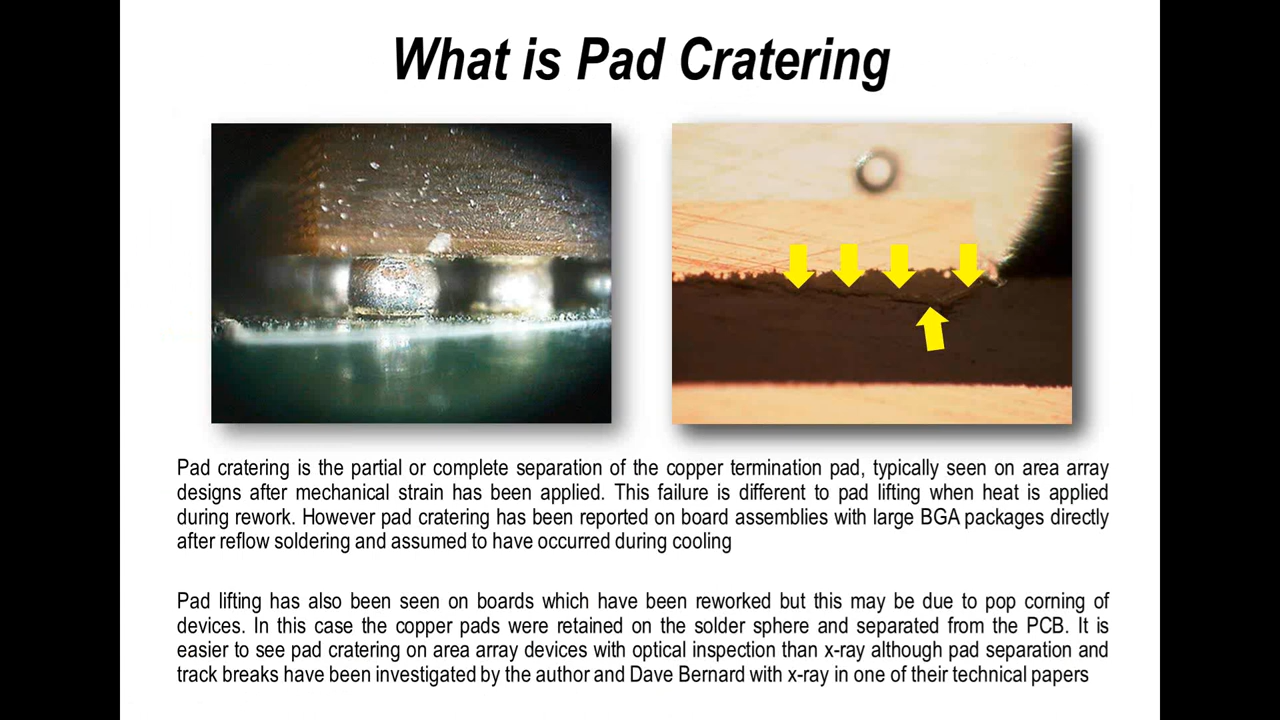 What is Pad Cratering
Pad cratering is the partial or complete separation of the copper termination pad, typically seen on area array
designs after mechanical strain has been applied. This failure is different to pad lifting when heat is applied
during rework. However pad cratering has been reported on board assemblies with large BGA packages directly
after reflow soldering and assumed to have occurred during cooling
Pad lifting has also been seen on boards which have been reworked but this may be due to pop corning of
devices. In this case the copper pads were retained on the solder sphere and separated from the PCB. It is
easier to see pad cratering on area array devices with optical inspection than x-ray although pad separation and
track breaks have been investigated by the author and Dave Bernard with x-ray in one of their technical papers